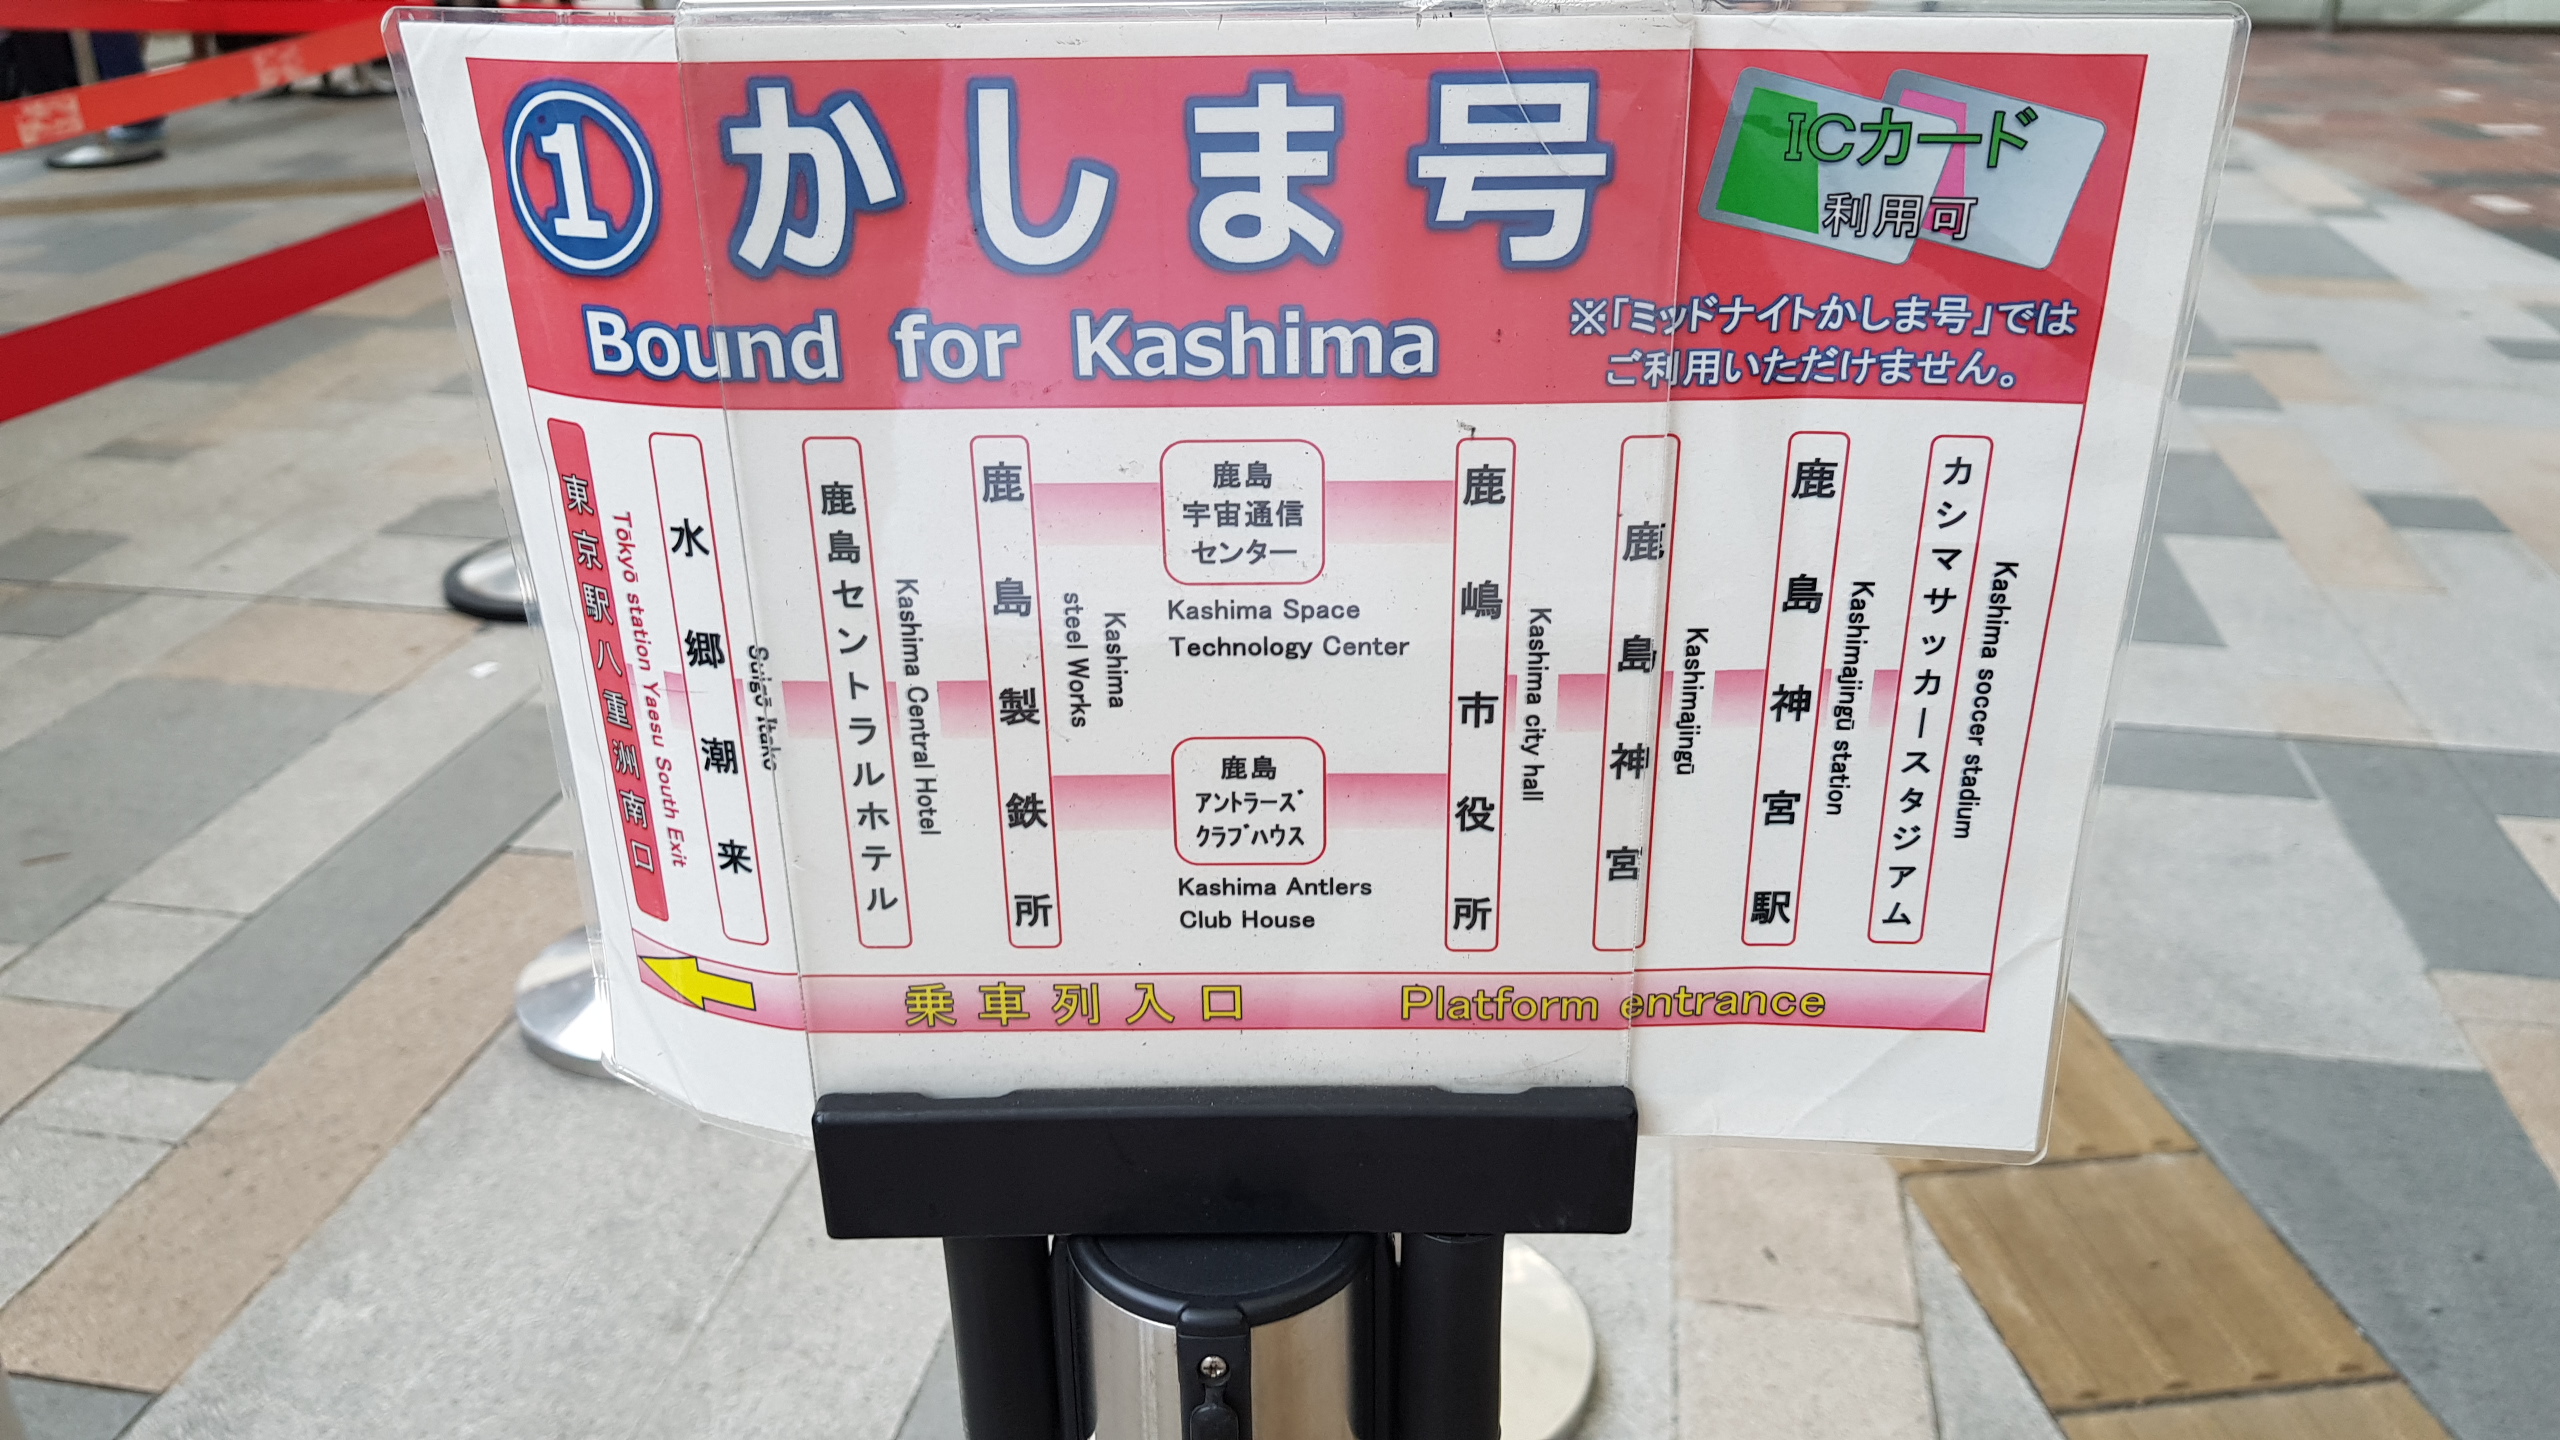 ① かしま号
ICカード
利用可
Bound for Kashima
※「ミッドナイトかしま号」では
ご利用いただけません。
東京駅八重洲南口
Tōkyō station Yaesu South Exit
水郷潮来
Suigō Itako
鹿島セントラルホテル
Kashima Central Hotel
鹿島製鉄所
Kashima
steel Works
鹿島
宇宙通信
センター
Kashima Space
Technology Center
鹿島
アントラーズ
クラブハウス
Kashima Antlers
Club House
鹿嶋市役所
Kashima city hall
鹿島神宮
Kashimajingū
鹿島神宮駅
Kashimajingū station
カシマサッカースタジアム
Kashima soccer stadium
乗車列入口 Platform entrance